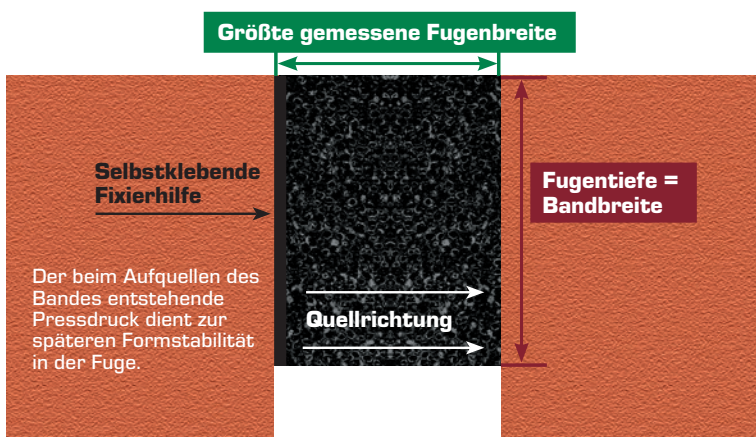 Größte gemessene Fugenbreite
Selbstklebende
Fixierhilfe
Fugentiefe =
Bandbreite
Der beim Aufquellen des
Bandes entstehende
Pressdruck dient zur
späteren Formstabilität
in der Fuge.
Quellrichtung